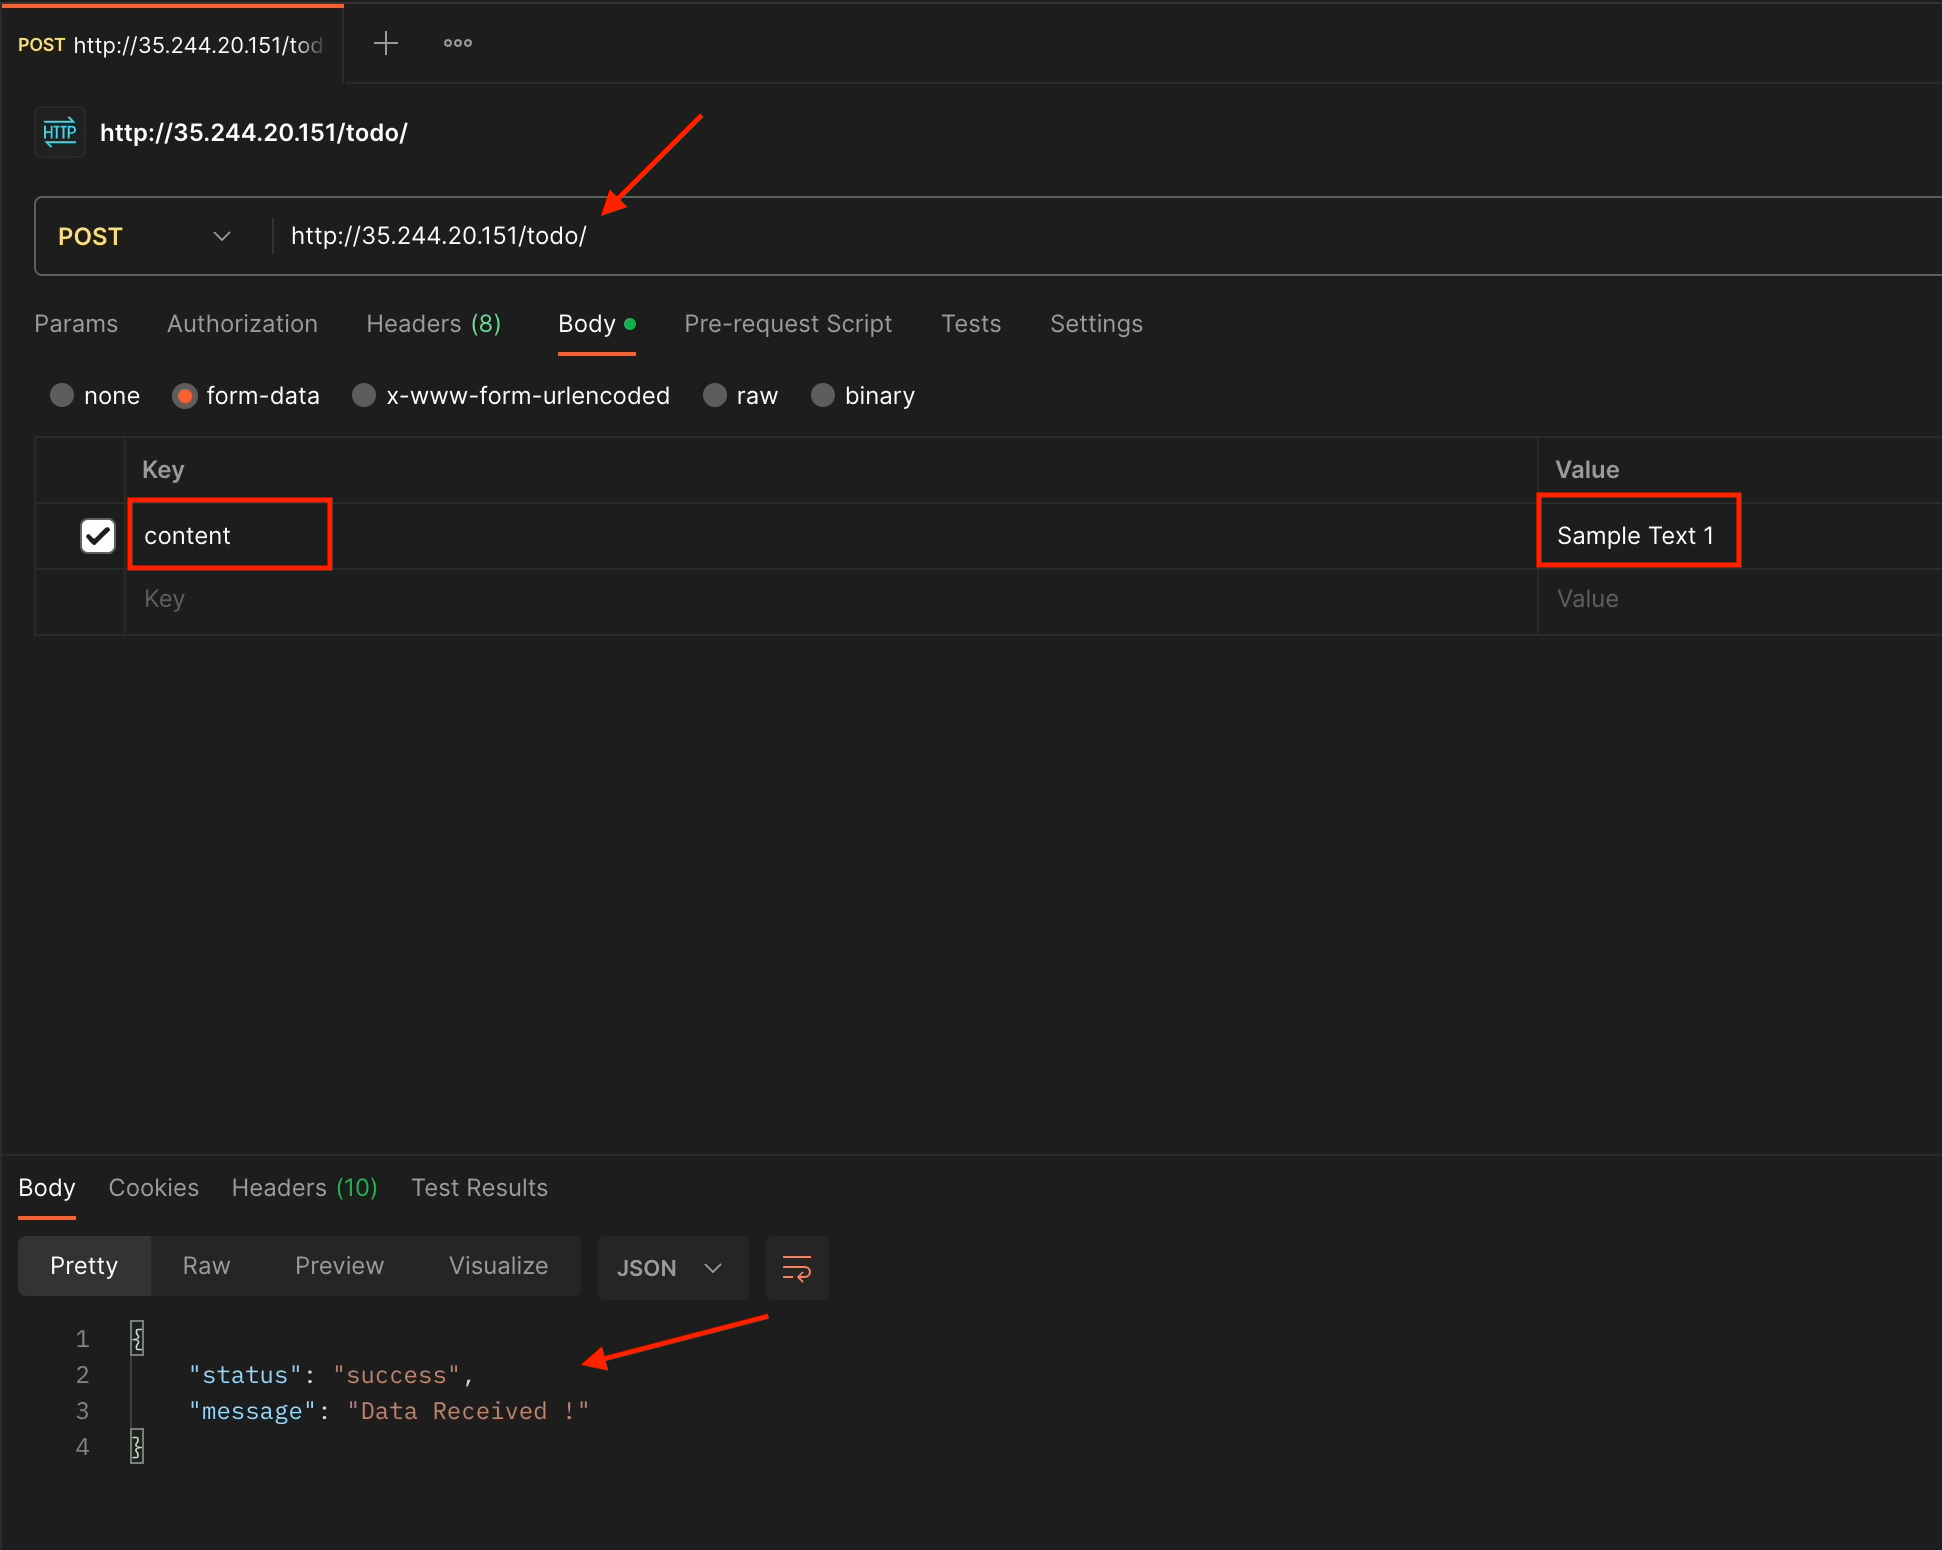 POST http://35.244.20.151/tod
HTTP http://35.244.20.151/todo/
POST http://35.244.20.151/todo/
Params Authorization Headers (8) Body Pre-request Script Tests Settings
none form-data x-www-form-urlencoded raw binary
Key Value
content Sample Text 1
Key Value
Body Cookies Headers (10) Test Results
Pretty Raw Preview Visualize JSON
1 {
2 "status": "success",
3 "message": "Data Received !"
4 }